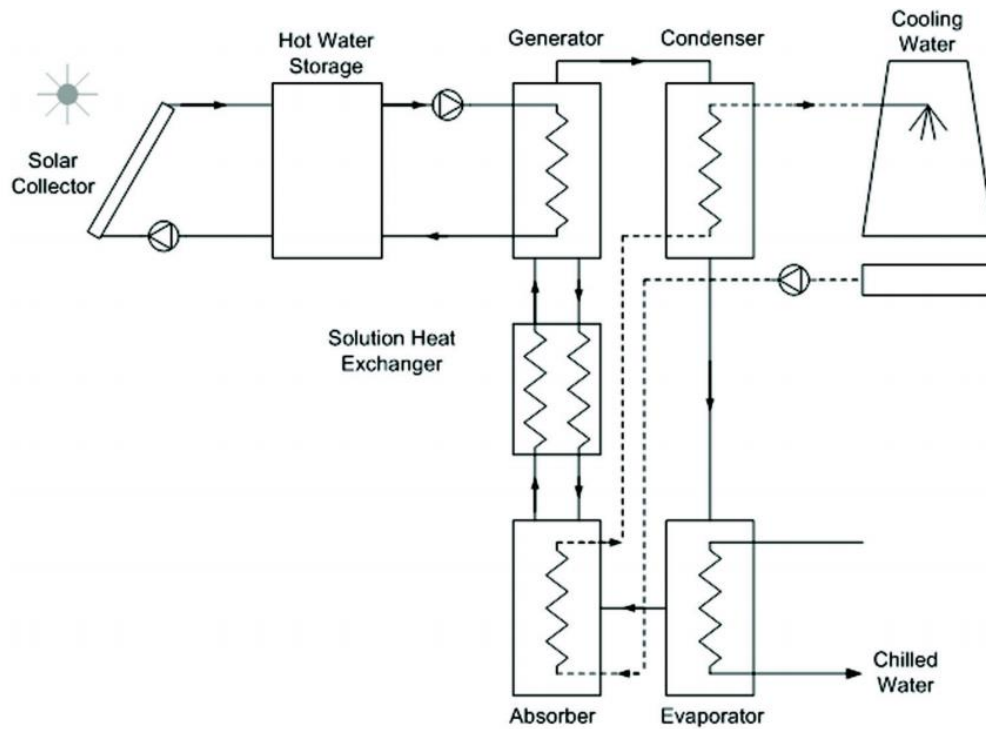 Cooling
Water
Hot Water
Storage
Generator
Condenser
Solar
Collector
Solution Heat
Exchanger
Chilled
Water
Absorber
Evaporator